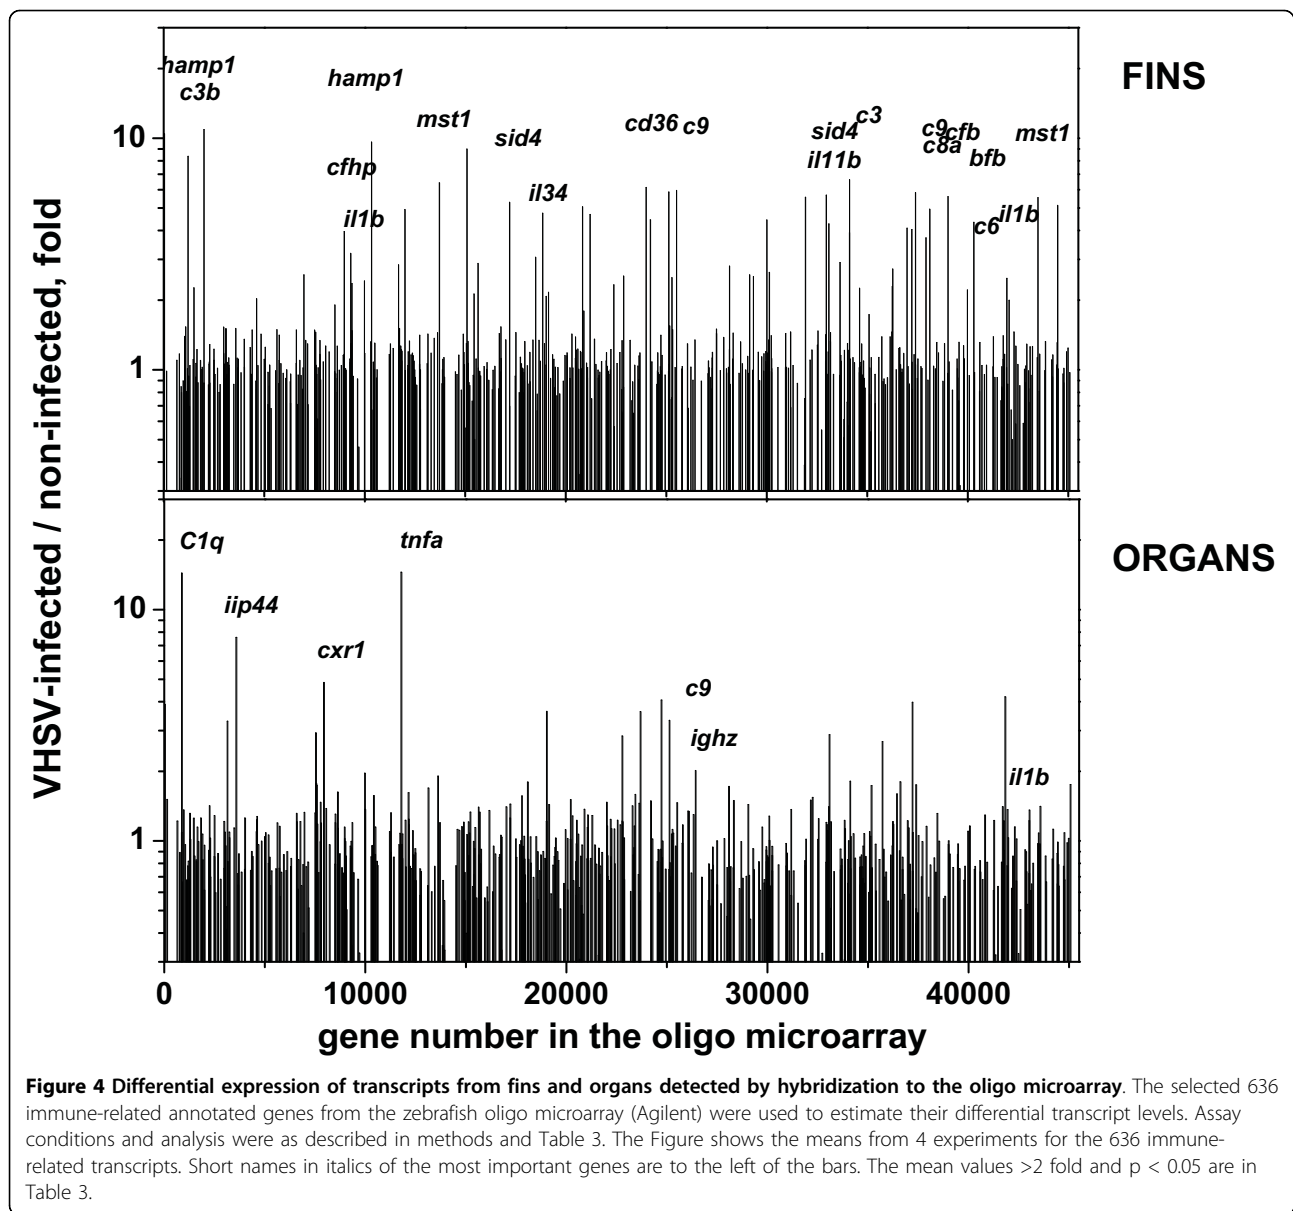 FINS
hamp1
c3b
hamp1
cfhp
il1b
mst1
sid4
il34
cd36 c9
sid4
il11b
c3
c9
cfb
c8a
bfb
mst1
c6
il1b
10
1
VHSV-infected / non-infected, fold
ORGANS
C1q
iip44
cxr1
tnfa
c9
ighz
il1b
10
1
0 10000 20000 30000 40000
gene number in the oligo microarray
Figure 4 Differential expression of transcripts from fins and organs detected by hybridization to the oligo microarray. The selected 636
immune-related annotated genes from the zebrafish oligo microarray (Agilent) were used to estimate their differential transcript levels. Assay
conditions and analysis were as described in methods and Table 3. The Figure shows the means from 4 experiments for the 636 immune-
related transcripts. Short names in italics of the most important genes are to the left of the bars. The mean values >2 fold and p < 0.05 are in
Table 3.